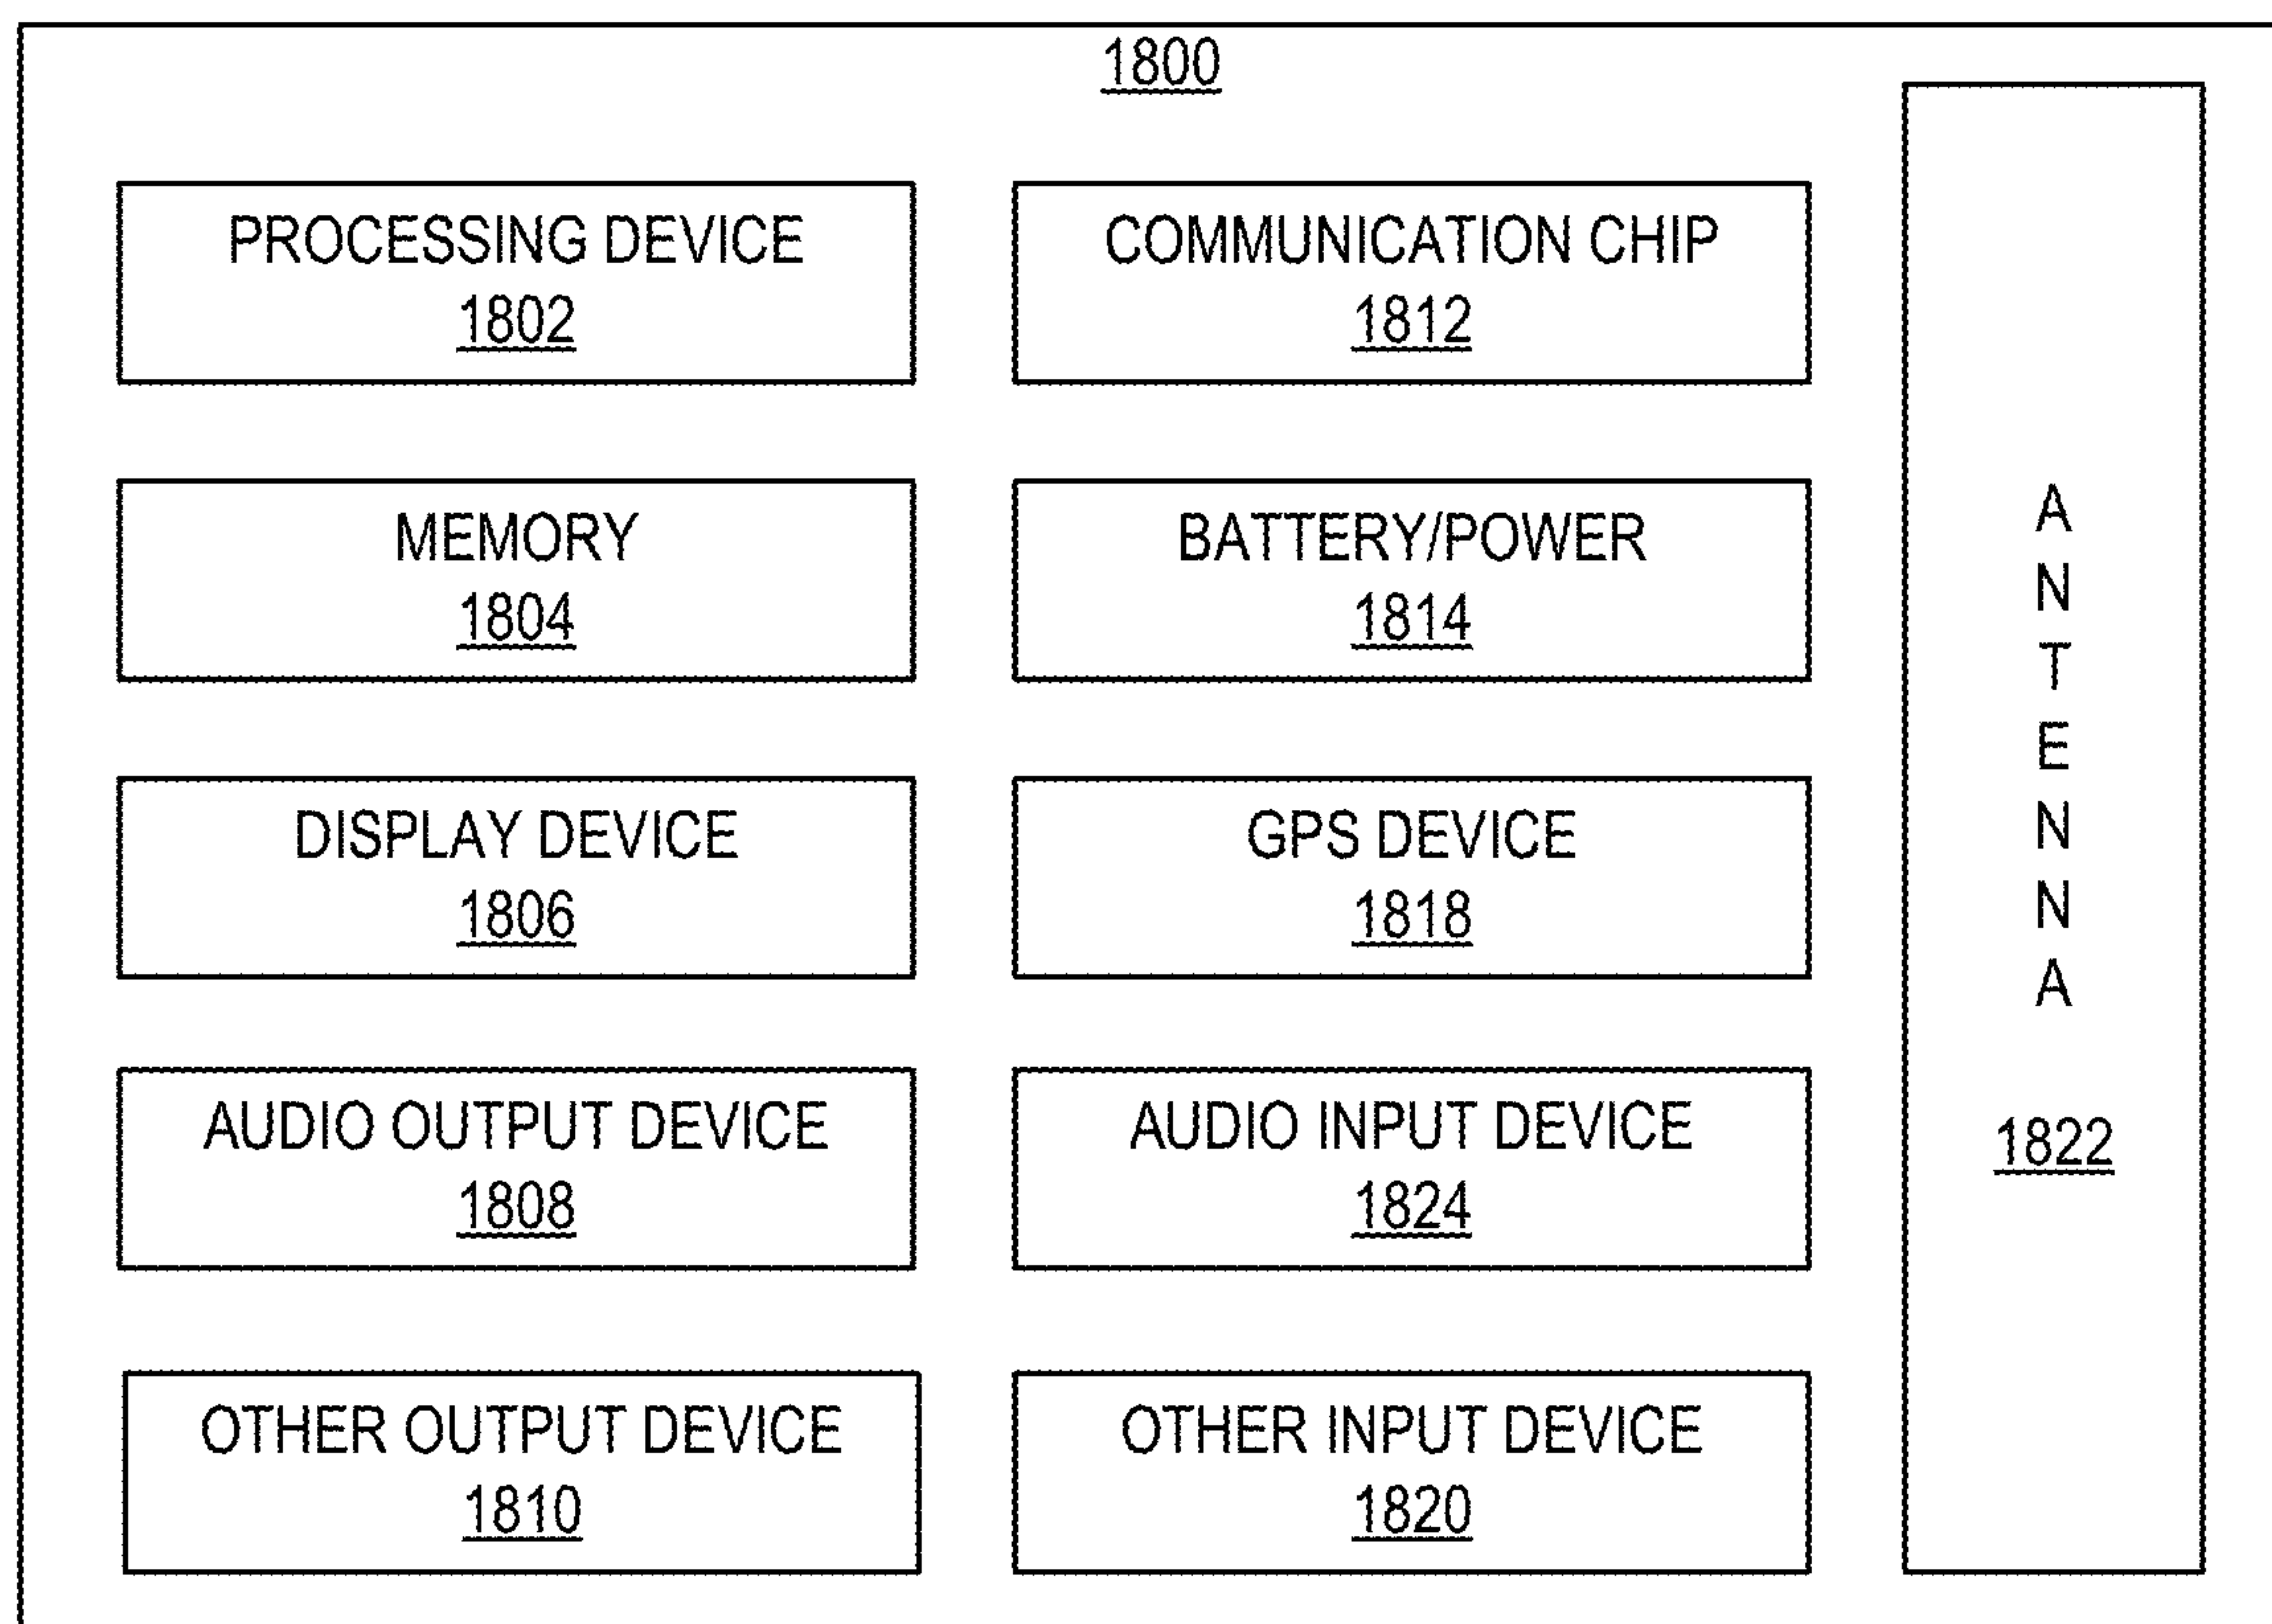 1800
PROCESSING DEVICE
1802
COMMUNICATION CHIP
1812
MEMORY
1804
BATTERY/POWER
1814
DISPLAY DEVICE
1806
GPS DEVICE
1818
AUDIO OUTPUT DEVICE
1808
AUDIO INPUT DEVICE
1824
OTHER OUTPUT DEVICE
1810
OTHER INPUT DEVICE
1820
ANTENNA
1822